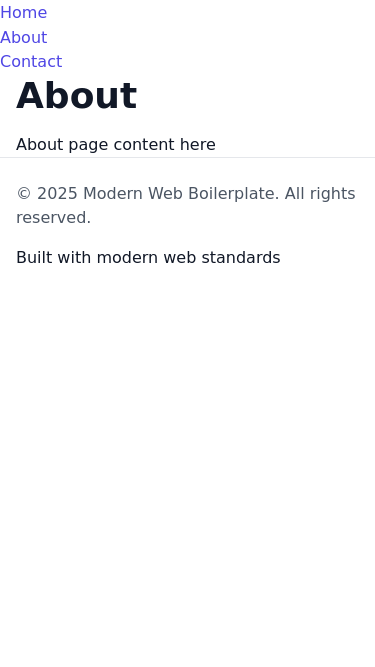 Home
About
Contact
About
About page content here
© 2025 Modern Web Boilerplate. All rights
reserved.
Built with modern web standards